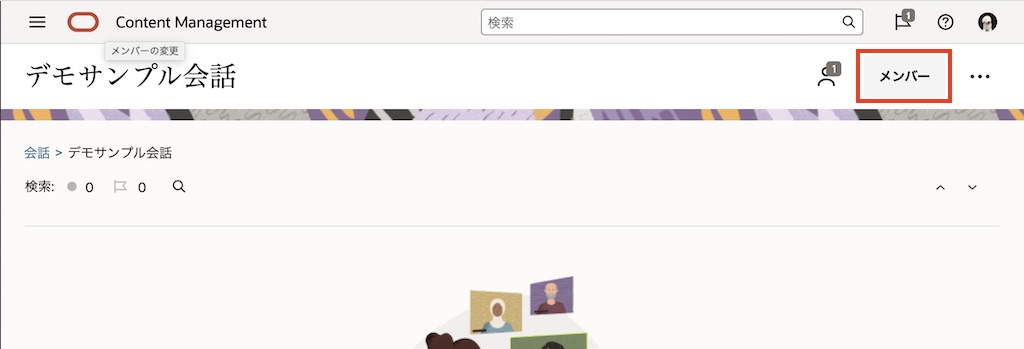 Content Management
検索
1
メンバーの変更
デモサンプル会話
1
メンバー
会話 > デモサンプル会話
検索: 0 0